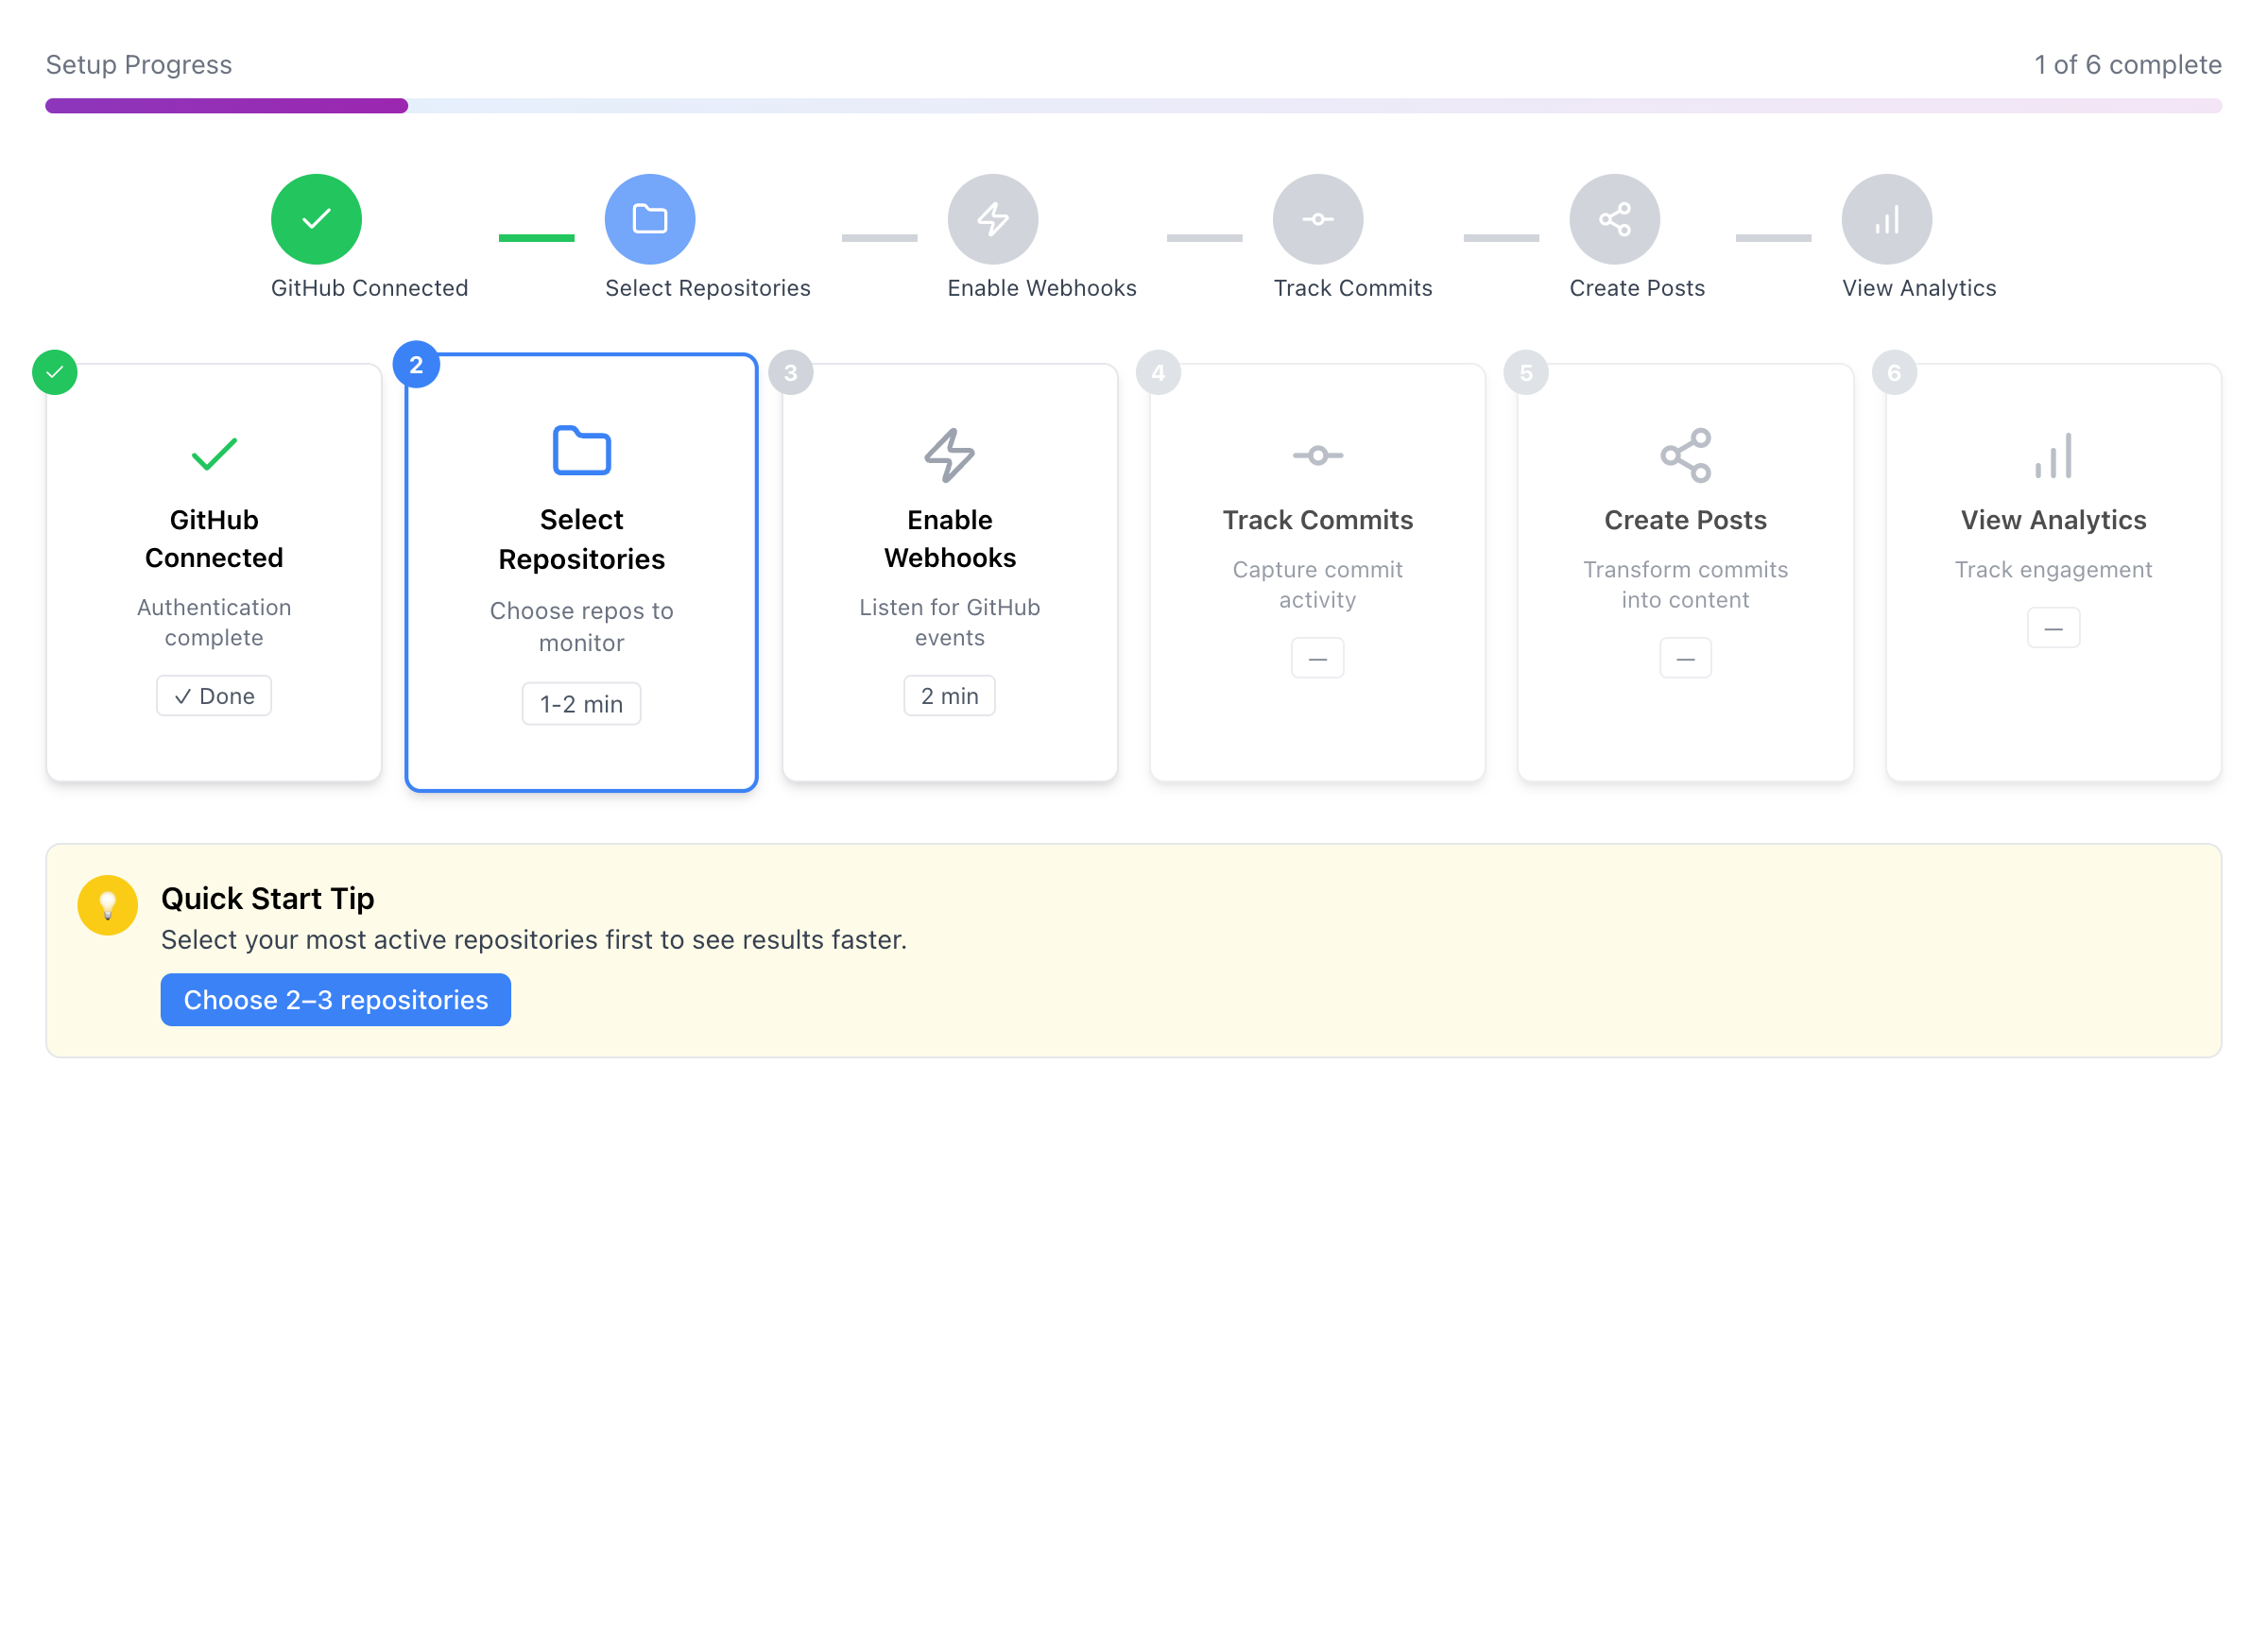 Setup Progress
1 of 6 complete
GitHub Connected
Select Repositories
Enable Webhooks
Track Commits
Create Posts
View Analytics
GitHub
Connected
Authentication
complete
✓ Done
2
Select
Repositories
Choose repos to
monitor
1-2 min
3
Enable
Webhooks
Listen for GitHub
events
2 min
4
Track Commits
Capture commit
activity
—
5
Create Posts
Transform commits
into content
—
6
View Analytics
Track engagement
—
Quick Start Tip
Select your most active repositories first to see results faster.
Choose 2–3 repositories